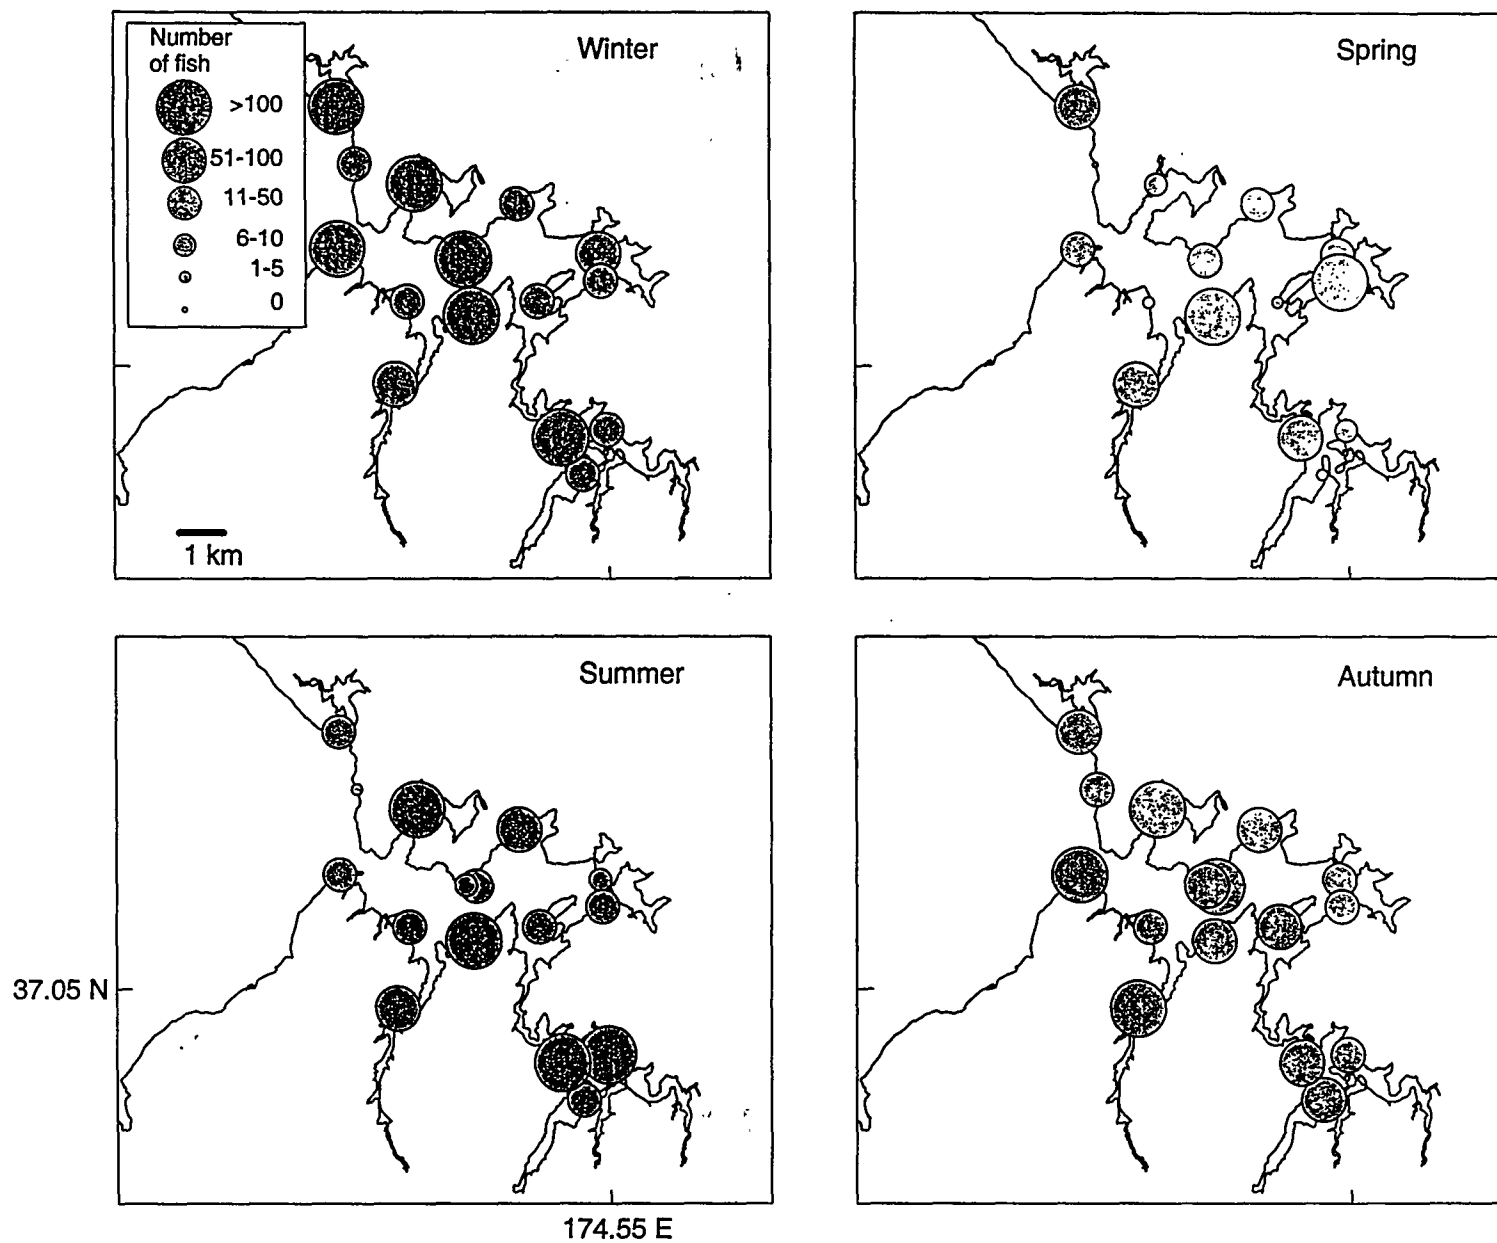 Number
of fish
>100
51-100
11-50
6-10
1-5
0
Winter
1 km
Spring
Summer
37.05 N
174.55 E
Autumn